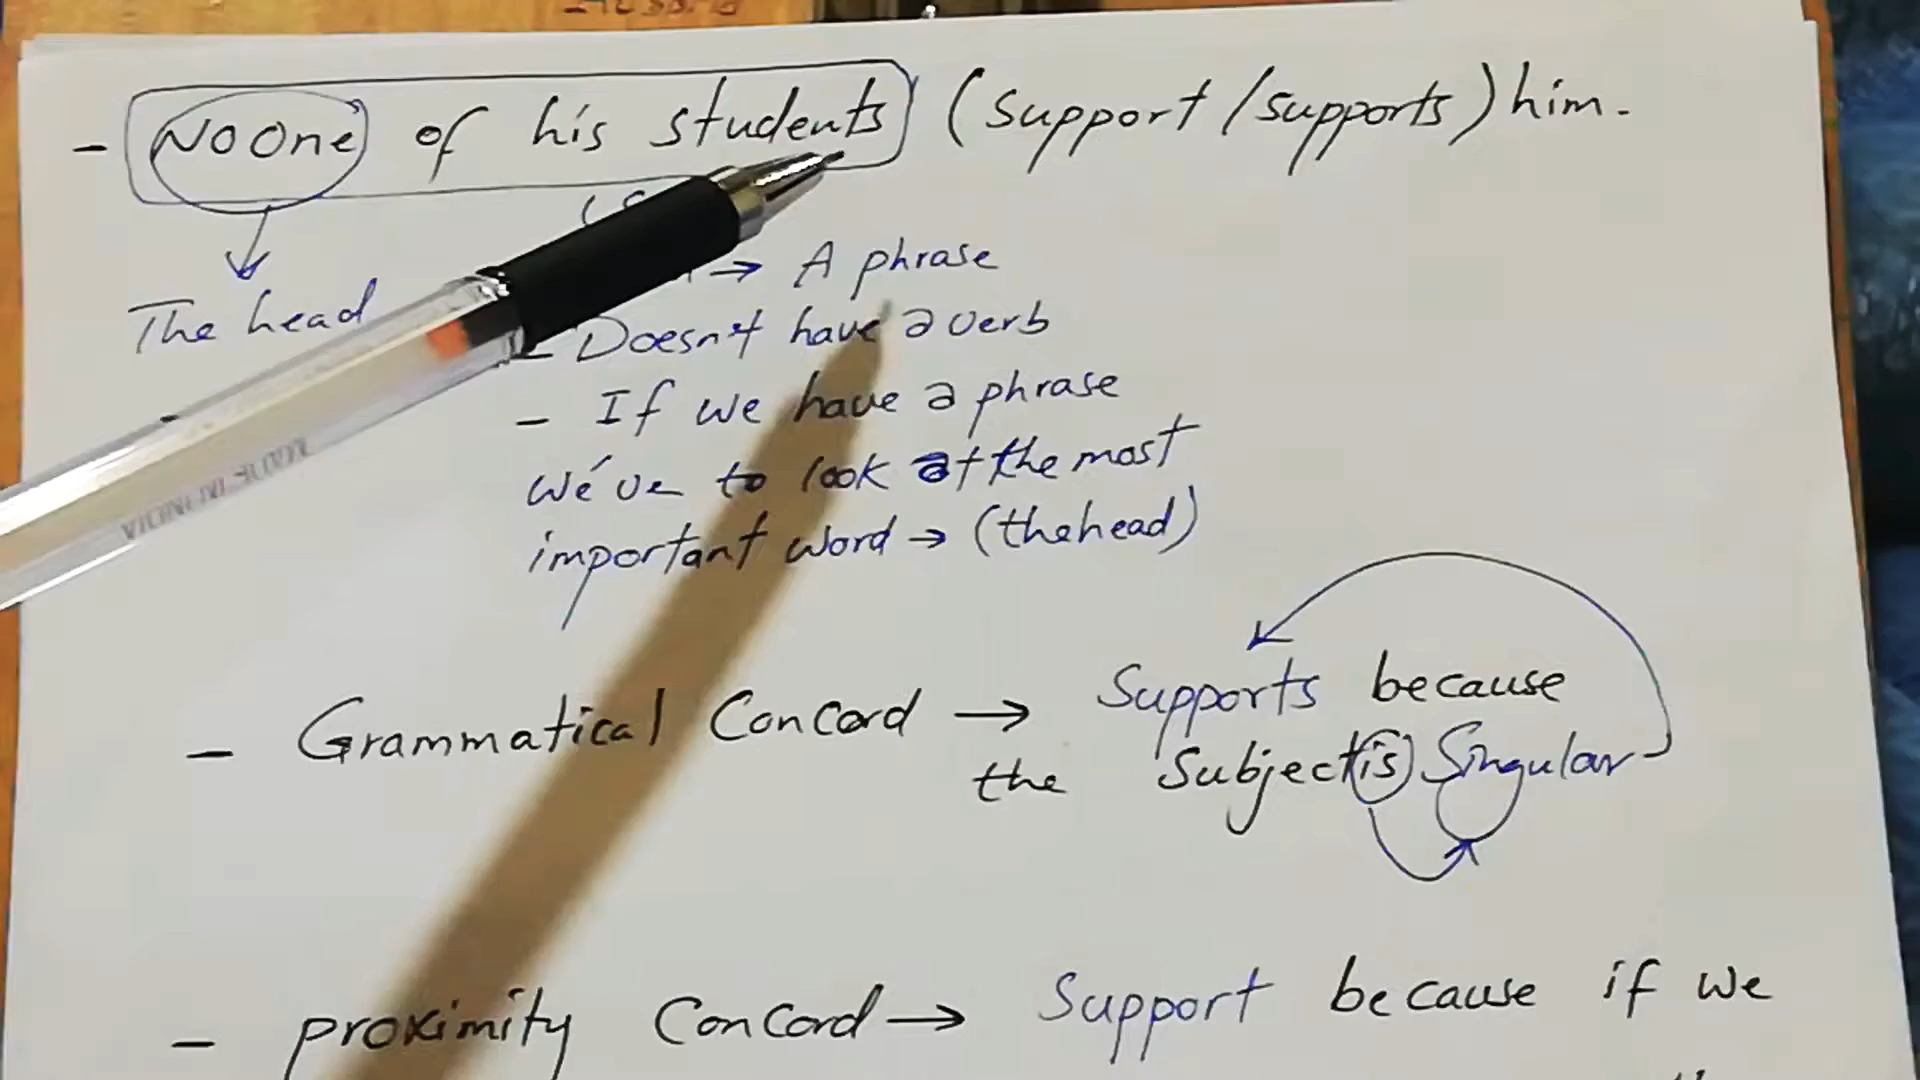 - NO One of his students (support/supports) him.
→ A phrase
The head
- Doesn't have a verb
- If we have a phrase
we've to look at the most
important word → (the head)
- Grammatical Concord → Supports because
the subject (is) Singular
- proximity Concord → Support because if we